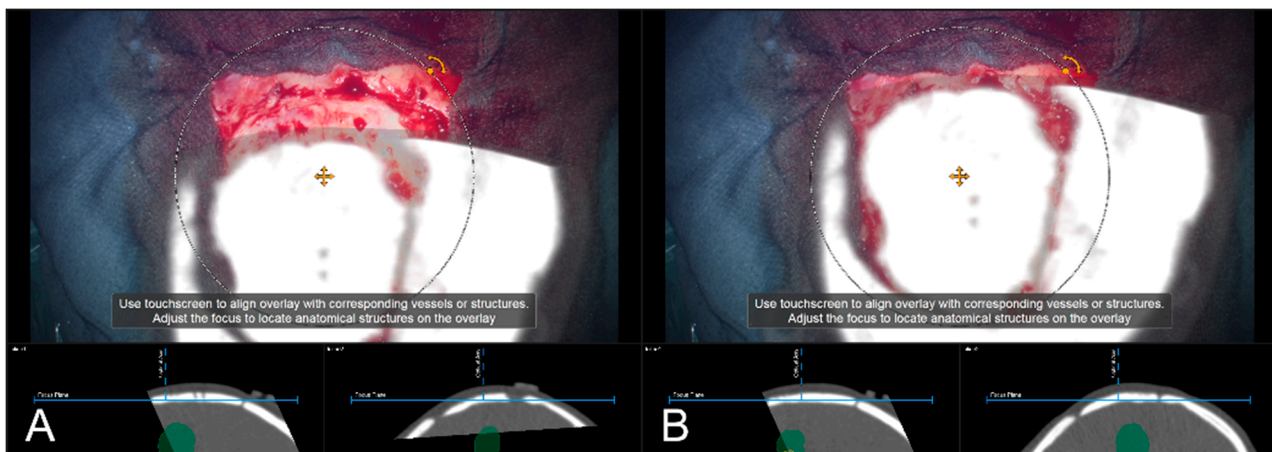 Use touchscreen to align overlay with corresponding vessels or structures.
Adjust the focus to locate anatomical structures on the overlay
Use touchscreen to align overlay with corresponding vessels or structures.
Adjust the focus to locate anatomical structures on the overlay
Focus Plane
Focus Plane
Focus Plane
Focus Plane
A
B